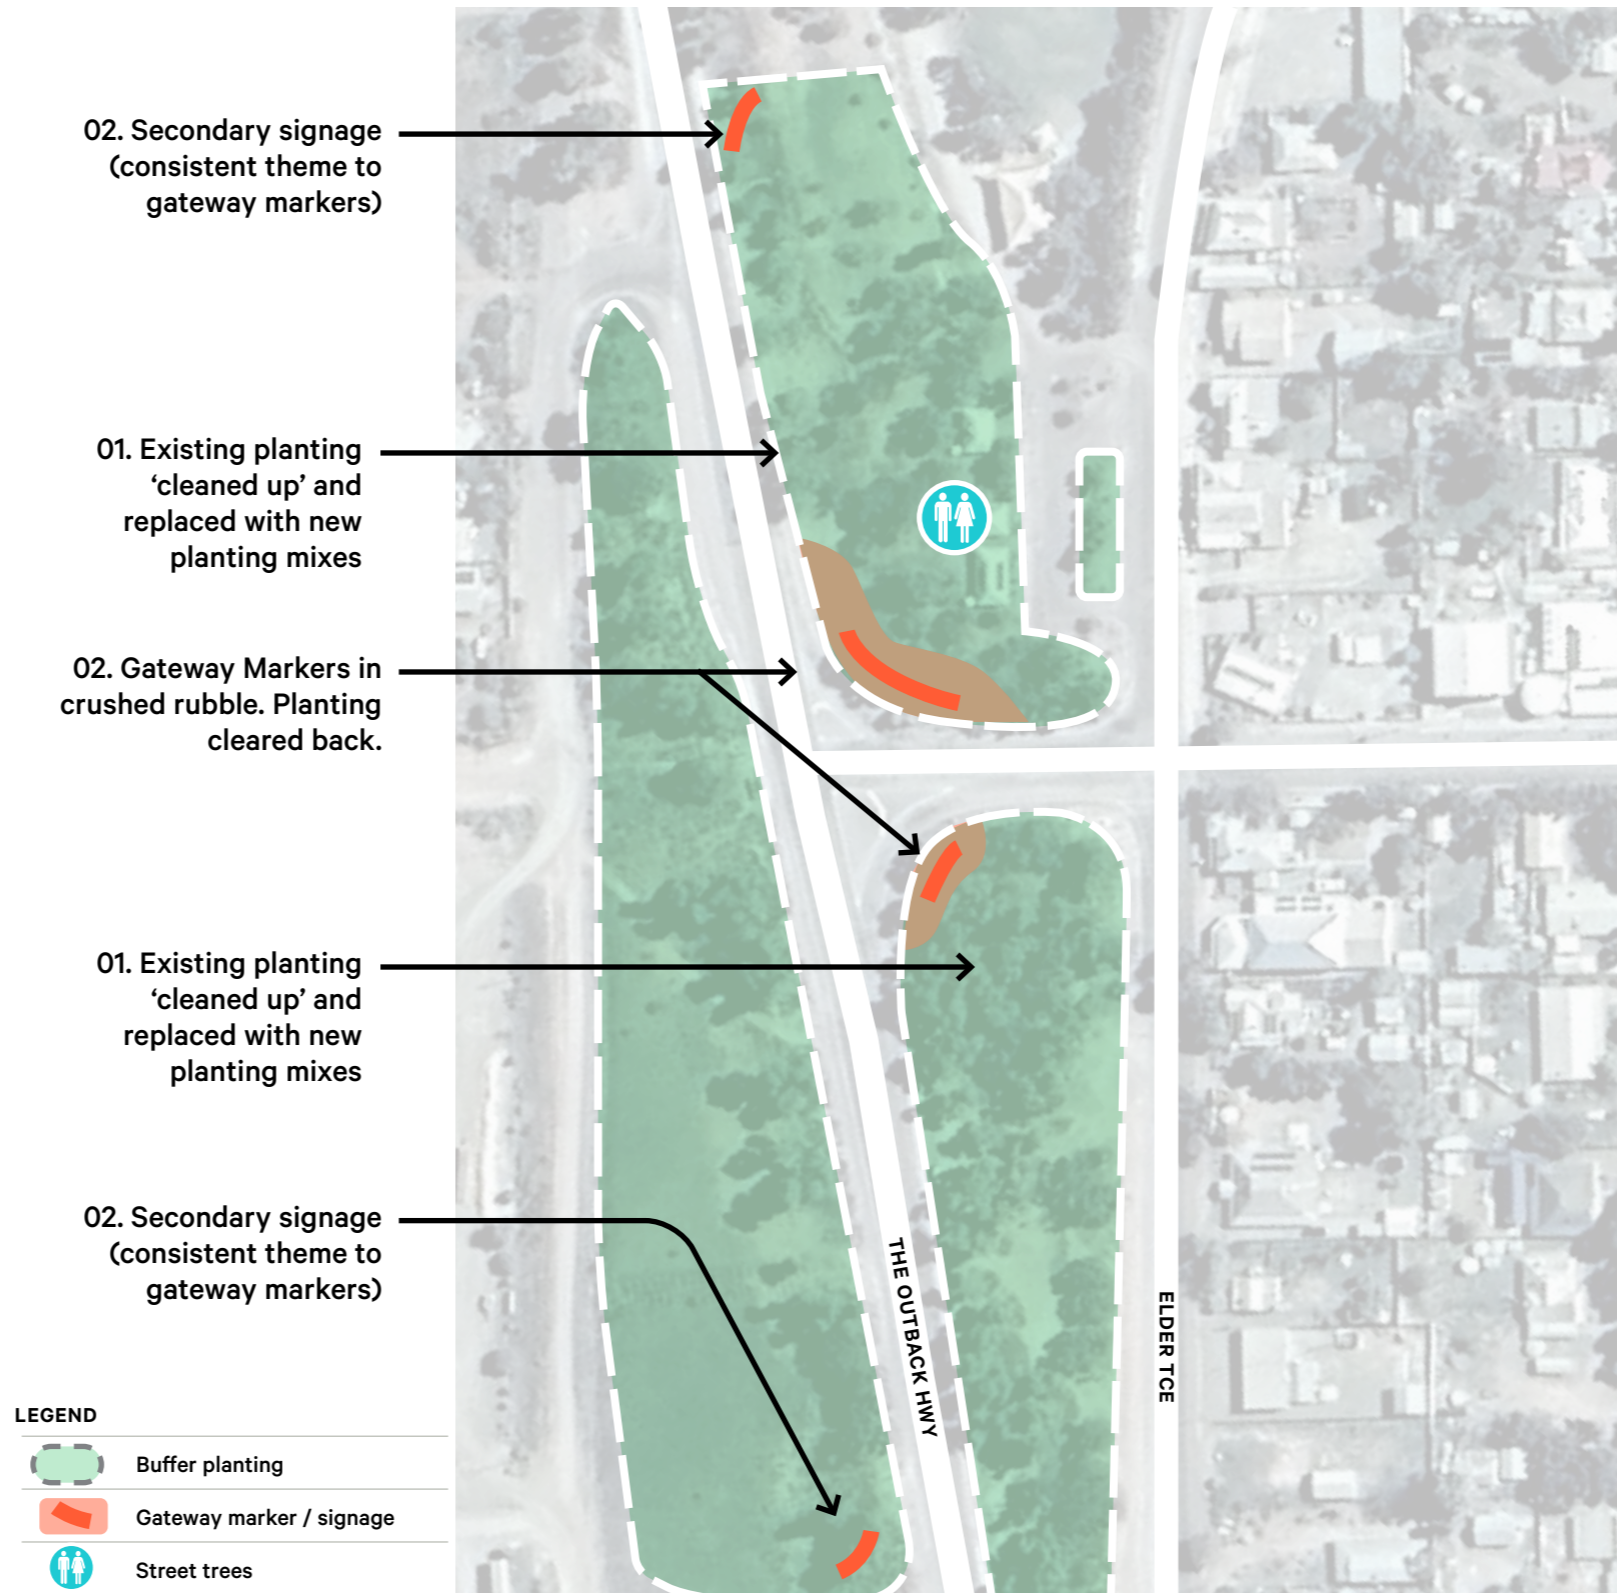 02. Secondary signage
(consistent theme to
gateway markers)
01. Existing planting
‘cleaned up’ and
replaced with new
planting mixes
02. Gateway Markers in
crushed rubble. Planting
cleared back.
01. Existing planting
‘cleaned up’ and
replaced with new
planting mixes
02. Secondary signage
(consistent theme to
gateway markers)
THE OUTBACK HWY
ELDER TCE
LEGEND
Buffer planting
Gateway marker / signage
Street trees